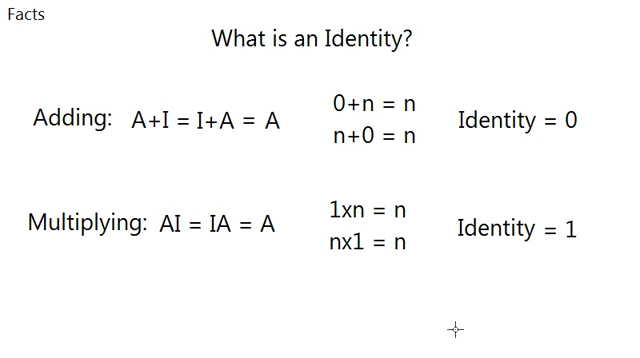 Facts
What is an Identity?
Adding: A+I = I+A = A
0+n = n
n+0 = n
Identity = 0
Multiplying: AI = IA = A
1xn = n
nx1 = n
Identity = 1